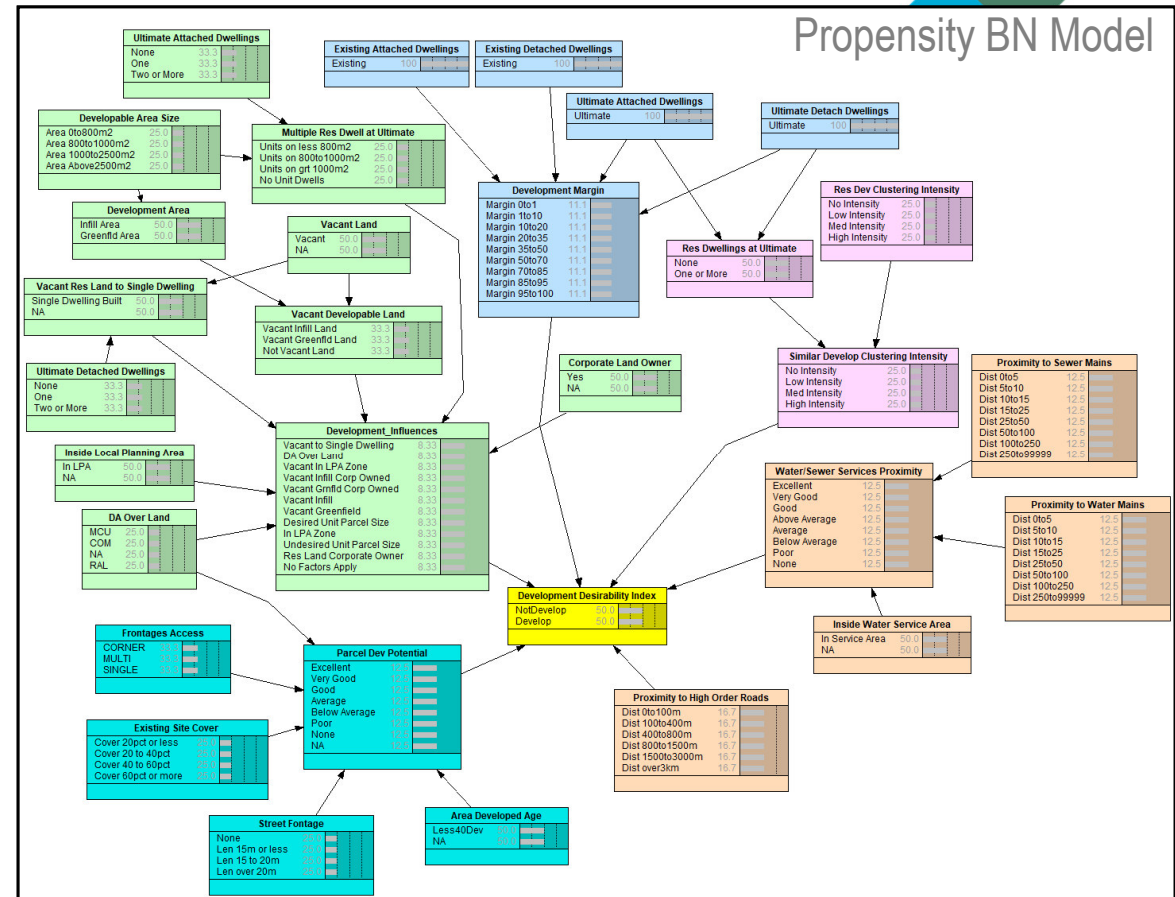 Propensity BN Model
Ultimate Attached Dwellings
None 33.3
One 33.3
Two or More 33.3
Existing Attached Dwellings
Existing 100
Existing Detached Dwellings
Existing 100
Ultimate Attached Dwellings
Ultimate 100
Ultimate Detach Dwellings
Ultimate 100
Developable Area Size
Area 0to800m2 25.0
Area 800to1000m2 25.0
Area 1000to2500m2 25.0
Area Above2500m2 25.0
Multiple Res Dwell at Ultimate
Units on less 800m2 25.0
Units on 800to1000m2 25.0
Units on grt 1000m2 25.0
No Unit Dwells 25.0
Development Margin
Margin 0to1 11.1
Margin 1to10 11.1
Margin 10to20 11.1
Margin 20to35 11.1
Margin 35to50 11.1
Margin 50to70 11.1
Margin 70to85 11.1
Margin 85to95 11.1
Margin 95to100 11.1
Res Dev Clustering Intensity
No Intensity 25.0
Low Intensity 25.0
Med Intensity 25.0
High Intensity 25.0
Development Area
Infill Area 50.0
Greenfld Area 50.0
Vacant Land
Vacant 50.0
NA 50.0
Res Dwellings at Ultimate
None 50.0
One or More 50.0
Vacant Res Land to Single Dwelling
Single Dwelling Built 50.0
NA 50.0
Vacant Developable Land
Vacant Infill Land 33.3
Vacant Greenfld Land 33.3
Not Vacant Land 33.3
Similar Develop Clustering Intensity
No Intensity 25.0
Low Intensity 25.0
Med Intensity 25.0
High Intensity 25.0
Proximity to Sewer Mains
Dist 0to5 12.5
Dist 5to10 12.5
Dist 10to15 12.5
Dist 15to25 12.5
Dist 25to50 12.5
Dist 50to100 12.5
Dist 100to250 12.5
Dist 250to99999 12.5
Corporate Land Owner
Yes 50.0
NA 50.0
Ultimate Detached Dwellings
None 33.3
One 33.3
Two or More 33.3
Development_Influences
Vacant to Single Dwelling 8.33
DA Over Land 8.33
Vacant In LPA Zone 8.33
Vacant Infill Corp Owned 8.33
Vacant Grnfld Corp Owned 8.33
Vacant Infill 8.33
Vacant Greenfield 8.33
Desired Unit Parcel Size 8.33
In LPA Zone 8.33
Undesired Unit Parcel Size 8.33
Res Land Corporate Owner 8.33
No Factors Apply 8.33
Inside Local Planning Area
In LPA 50.0
NA 50.0
Water/Sewer Services Proximity
Excellent 12.5
Very Good 12.5
Good 12.5
Above Average 12.5
Average 12.5
Below Average 12.5
Poor 12.5
None 12.5
Proximity to Water Mains
Dist 0to5 12.5
Dist 5to10 12.5
Dist 10to15 12.5
Dist 15to25 12.5
Dist 25to50 12.5
Dist 50to100 12.5
Dist 100to250 12.5
Dist 250to99999 12.5
DA Over Land
MCU 25.0
COM 25.0
NA 25.0
RAL 25.0
Development Desirability Index
NotDevelop 50.0
Develop 50.0
Inside Water Service Area
In Service Area 50.0
NA 50.0
Frontages Access
CORNER
MULTI
SINGLE
Parcel Dev Potential
Excellent
Very Good
Good
Average
Below Average
Poor
None
NA
Proximity to High Order Roads
Dist 0to100m 16.7
Dist 100to400m 16.7
Dist 400to800m 16.7
Dist 800to1500m 16.7
Dist 1500to3000m 16.7
Dist over3km 16.7
Existing Site Cover
Cover 20pct or less
Cover 20 to 40pct
Cover 40 to 60pct
Cover 60pct or more
Street Fontage
None
Len 15m or less
Len 15 to 20m
Len over 20m
Area Developed Age
Less40Dev
NA